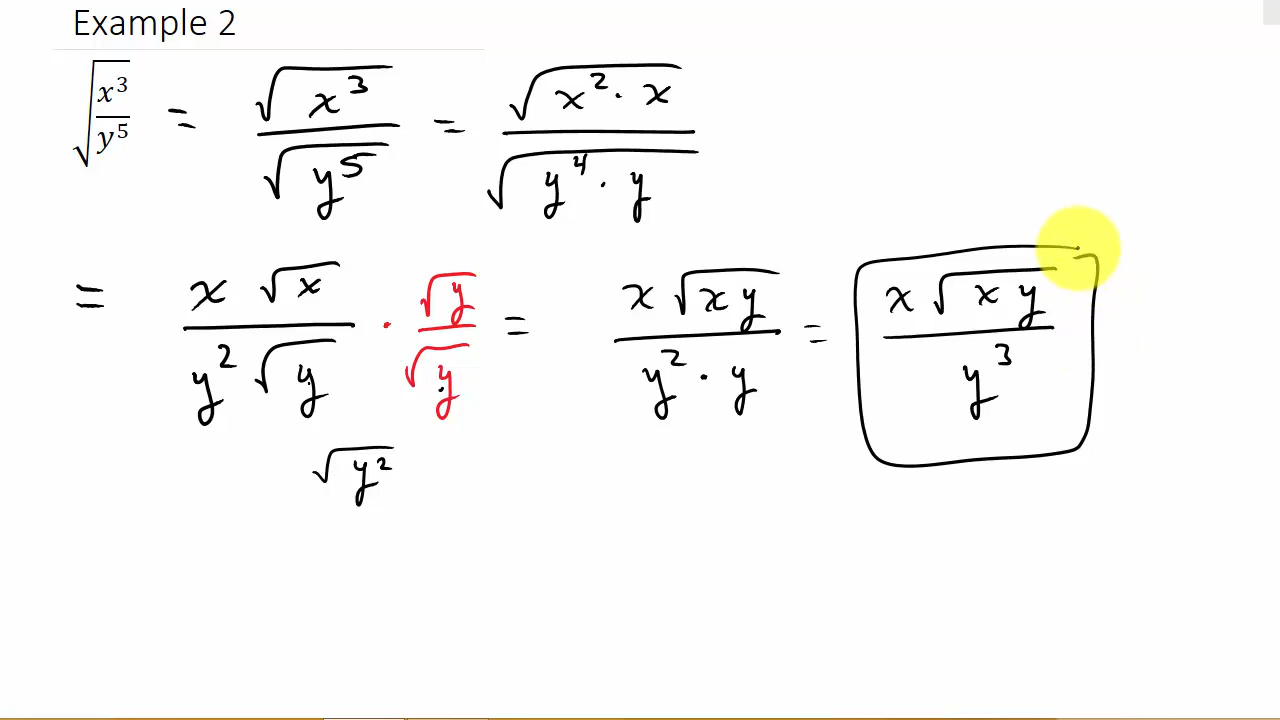 Example 2
√(x³/y⁵) = √(x³)/√(y⁵) = √(x² · x)/√(y⁴ · y)
= x√x/(y²√y) · √y/√y = x√(xy)/(y² · y) = x√(xy)/y³
√(y²)